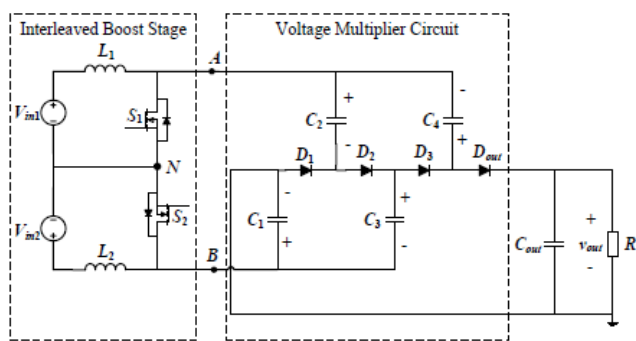 Interleaved Boost Stage
Voltage Multiplier Circuit
L1
A
Vin1
S1
+
-
C2
-
+
C4
N
D1
D2
D3
Dout
S2
Vin2
-
+
C1
+
-
C3
+
-
Cout
vout
R
L2
B